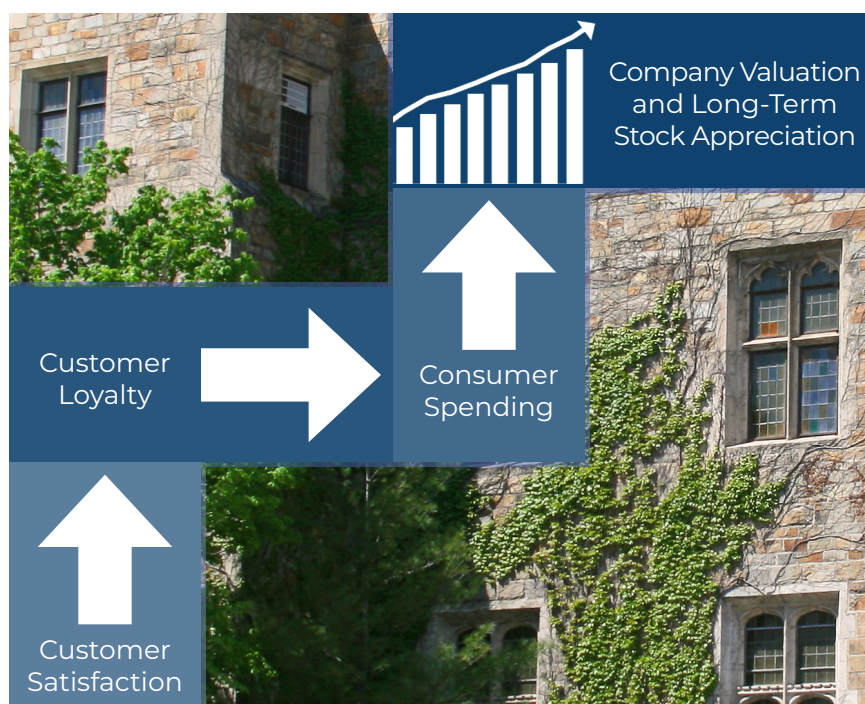 Company Valuation
and Long-Term
Stock Appreciation
Customer
Loyalty
Consumer
Spending
Customer
Satisfaction